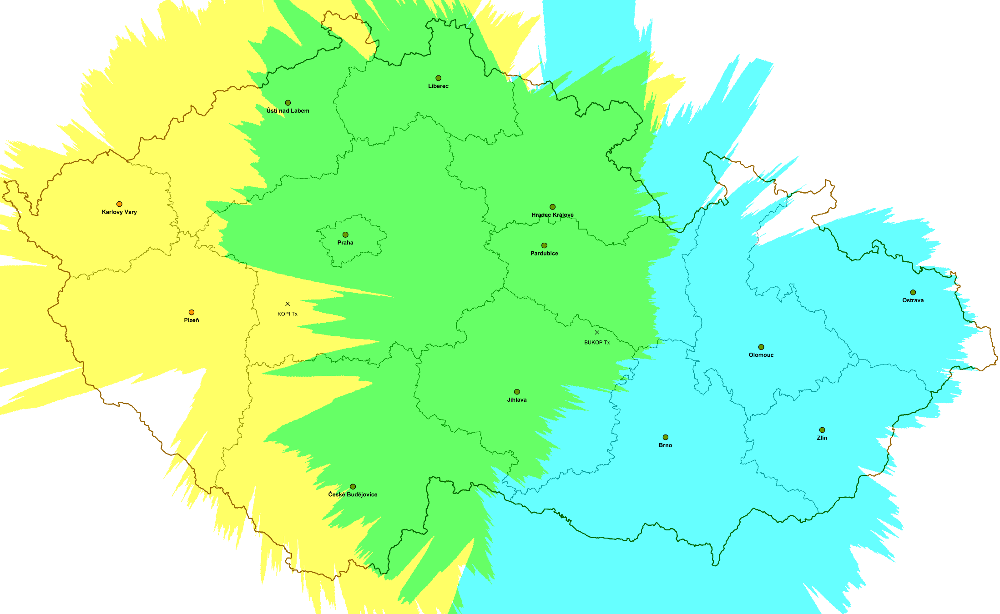 Liberec
Ústí nad Labem
Karlovy Vary
Hradec Králové
Praha
Pardubice
Ostrava
KOPI Tx
Plzeň
BUKOP Tx
Olomouc
Jihlava
Zlín
Brno
České Budějovice